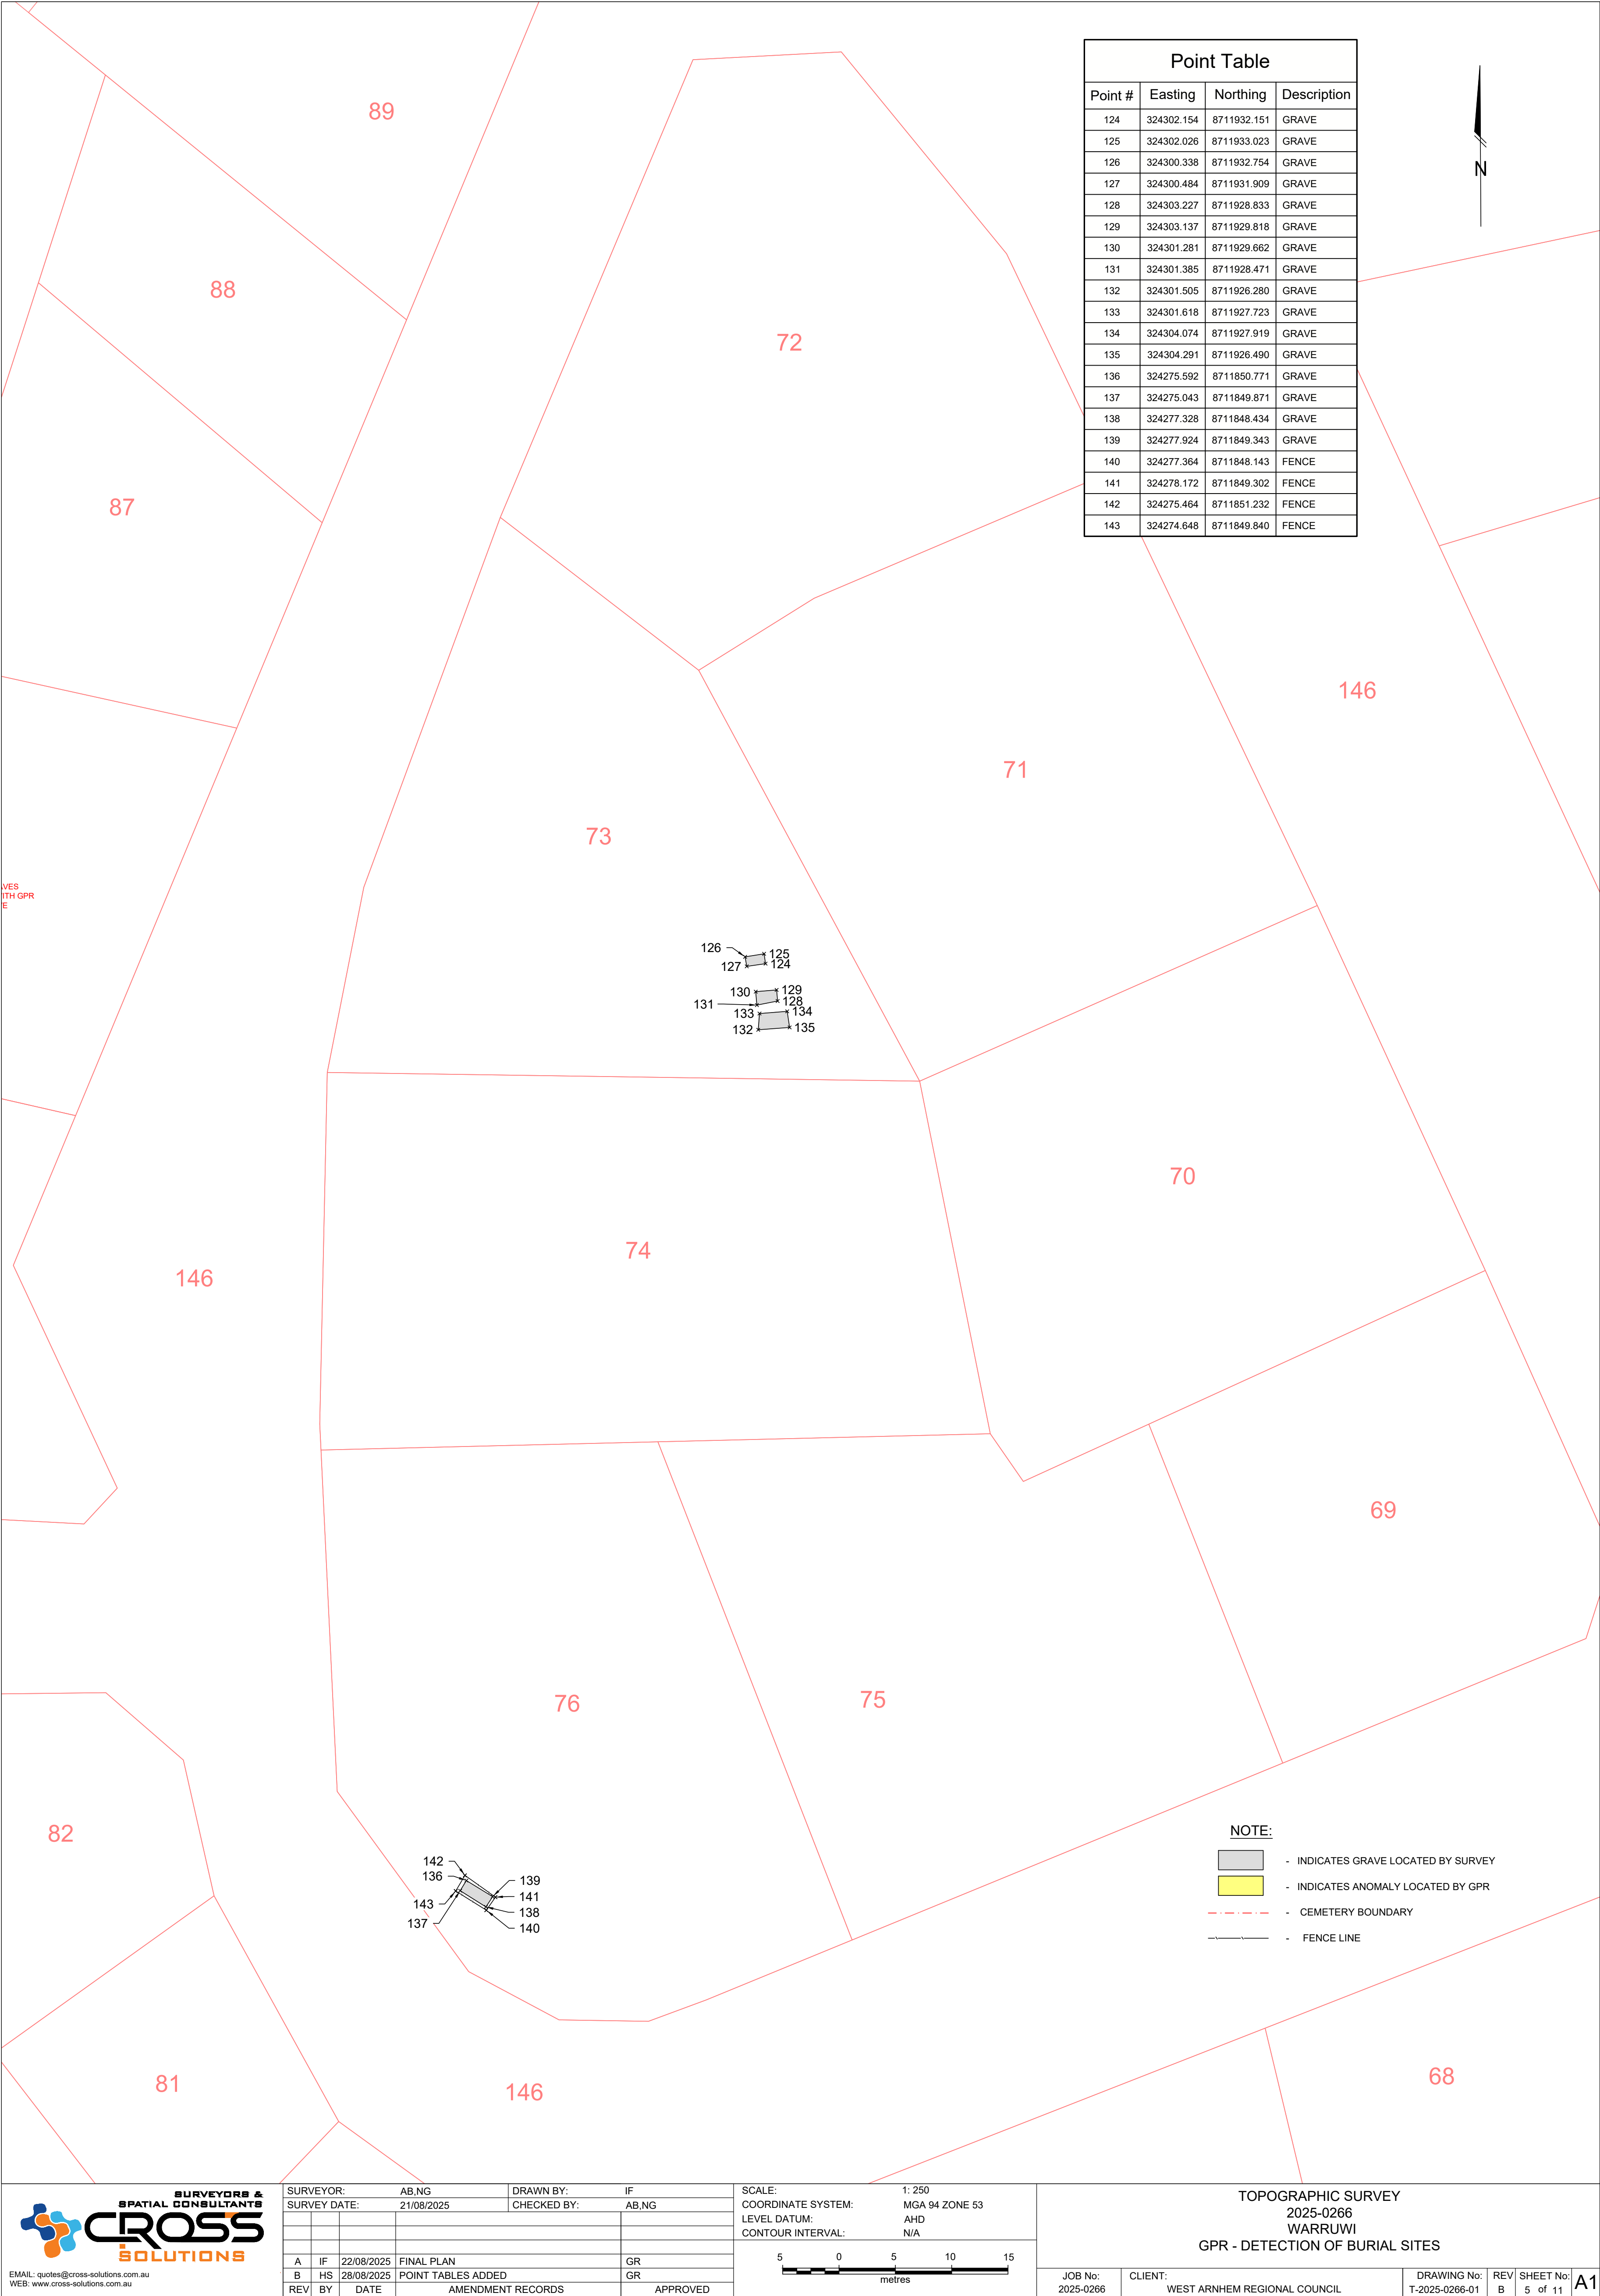 Point Table
Point # Easting Northing Description
124 324302.154 8711932.151 GRAVE
125 324302.026 8711933.023 GRAVE
126 324300.338 8711932.754 GRAVE
127 324300.484 8711931.909 GRAVE
128 324303.227 8711928.833 GRAVE
129 324303.137 8711929.818 GRAVE
130 324301.281 8711929.662 GRAVE
131 324301.385 8711928.471 GRAVE
132 324301.505 8711926.280 GRAVE
133 324301.618 8711927.723 GRAVE
134 324304.074 8711927.919 GRAVE
135 324304.291 8711926.490 GRAVE
136 324275.592 8711850.771 GRAVE
137 324275.043 8711849.871 GRAVE
138 324277.328 8711848.434 GRAVE
139 324277.924 8711849.343 GRAVE
140 324277.364 8711848.143 FENCE
141 324278.172 8711849.302 FENCE
142 324275.464 8711851.232 FENCE
143 324274.648 8711849.840 FENCE
N
89
88
72
87
146
71
73
VES
ITH GPR
E
126
125
127
124
130
129
131
128
133
134
132
135
70
74
146
69
76
75
82
142
136
139
143
141
138
137
140
NOTE:
- INDICATES GRAVE LOCATED BY SURVEY
- INDICATES ANOMALY LOCATED BY GPR
- CEMETERY BOUNDARY
- FENCE LINE
81
146
68
SURVEYORS &
SPATIAL CONSULTANTS
CROSS
SOLUTIONS
EMAIL: quotes@cross-solutions.com.au
WEB: www.cross-solutions.com.au
SURVEYOR: AB,NG DRAWN BY: IF
SURVEY DATE: 21/08/2025 CHECKED BY: AB,NG
A IF 22/08/2025 FINAL PLAN GR
B HS 28/08/2025 POINT TABLES ADDED GR
REV BY DATE AMENDMENT RECORDS APPROVED
SCALE: 1: 250
COORDINATE SYSTEM: MGA 94 ZONE 53
LEVEL DATUM: AHD
CONTOUR INTERVAL: N/A
5 0 5 10 15
metres
TOPOGRAPHIC SURVEY
2025-0266
WARRUWI
GPR - DETECTION OF BURIAL SITES
JOB No: CLIENT: DRAWING No: REV SHEET No: A1
2025-0266 WEST ARNHEM REGIONAL COUNCIL T-2025-0266-01 B 5 of 11